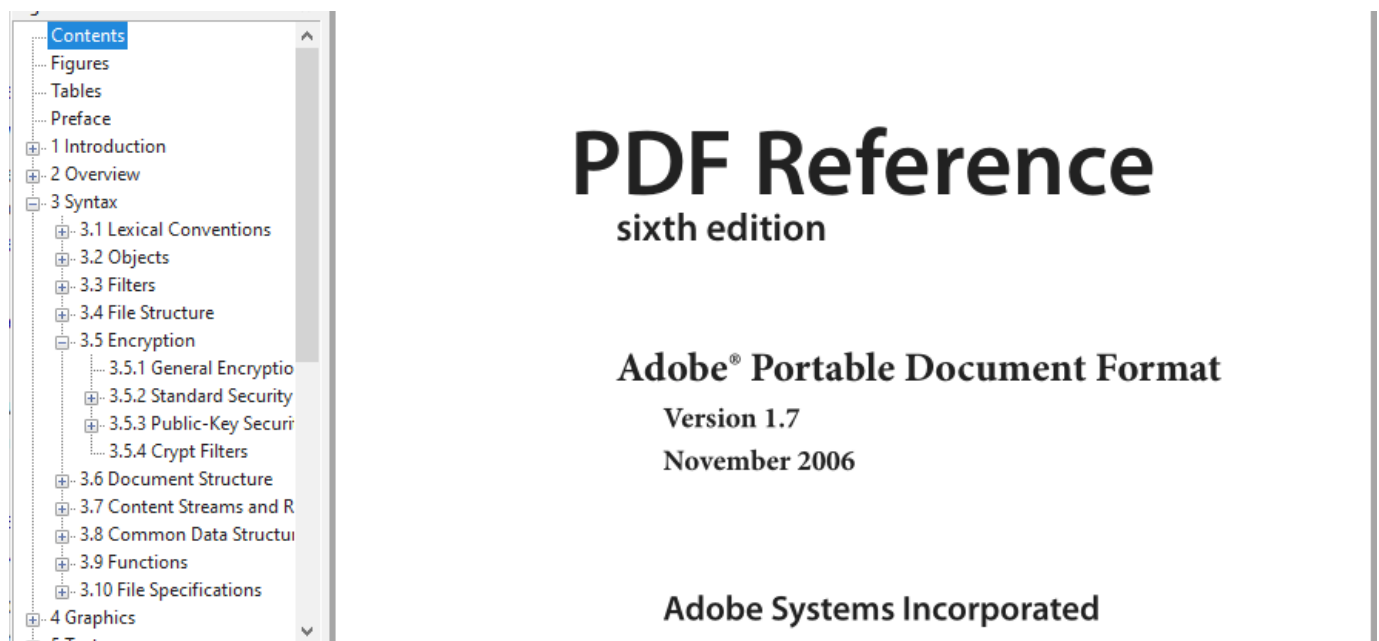 Contents
Figures
Tables
Preface
1 Introduction
2 Overview
3 Syntax
3.1 Lexical Conventions
3.2 Objects
3.3 Filters
3.4 File Structure
3.5 Encryption
3.5.1 General Encryptio
3.5.2 Standard Security
3.5.3 Public-Key Securi
3.5.4 Crypt Filters
3.6 Document Structure
3.7 Content Streams and R
3.8 Common Data Structu
3.9 Functions
3.10 File Specifications
4 Graphics
PDF Reference
sixth edition
Adobe® Portable Document Format
Version 1.7
November 2006
Adobe Systems Incorporated